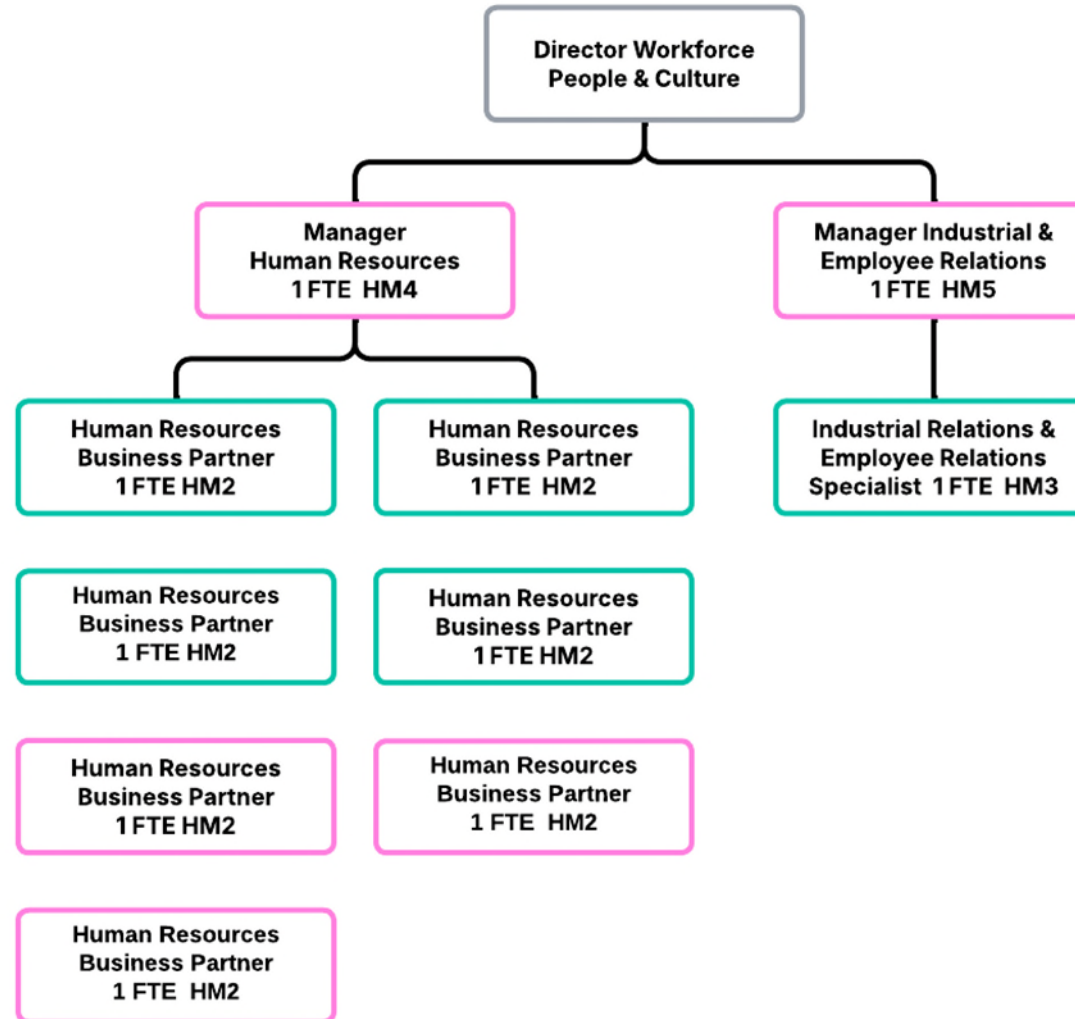 Director Workforce
People & Culture
Manager
Human Resources
1 FTE HM4
Manager Industrial &
Employee Relations
1 FTE HM5
Human Resources
Business Partner
1 FTE HM2
Human Resources
Business Partner
1 FTE HM2
Industrial Relations &
Employee Relations
Specialist 1 FTE HM3
Human Resources
Business Partner
1 FTE HM2
Human Resources
Business Partner
1 FTE HM2
Human Resources
Business Partner
1 FTE HM2
Human Resources
Business Partner
1 FTE HM2
Human Resources
Business Partner
1 FTE HM2